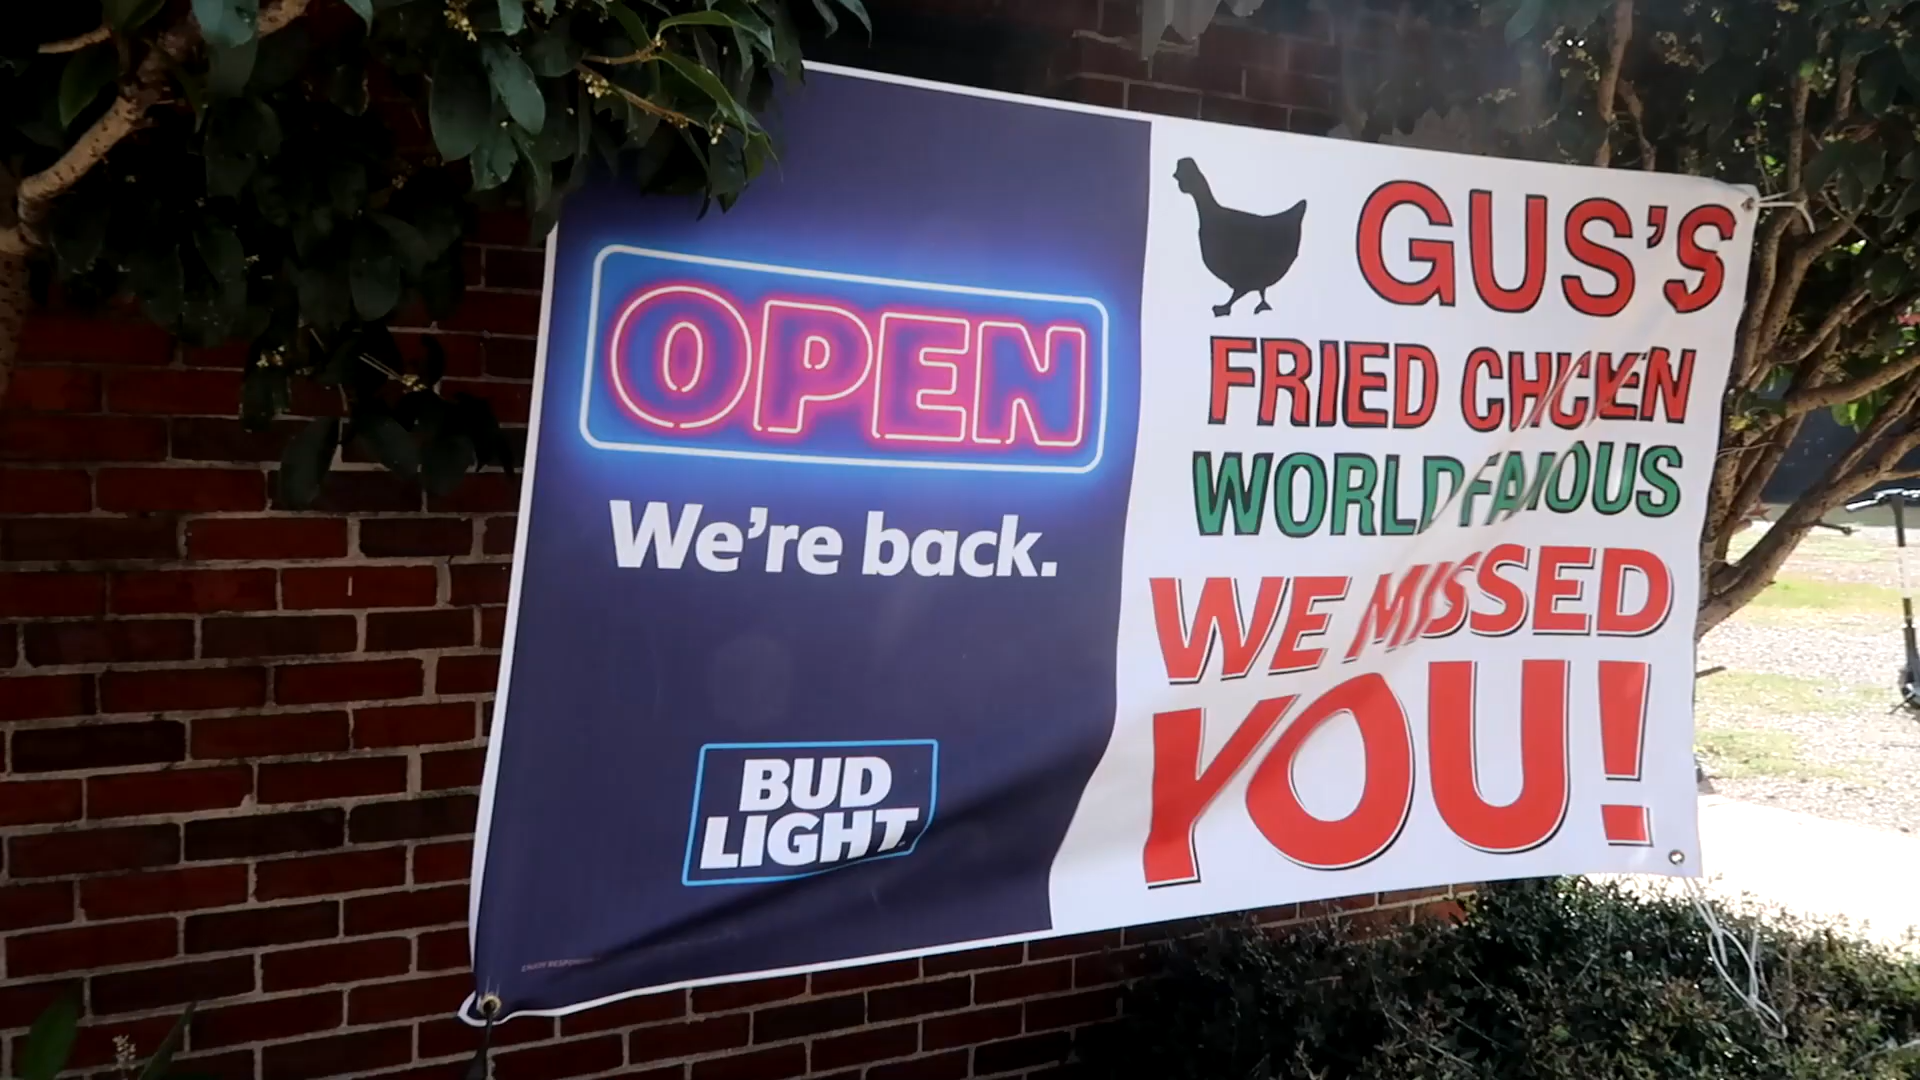 OPEN
We're back.
BUD
LIGHT
GUS'S
FRIED CHICKEN
WORLD FAMOUS
WE MISSED
YOU!